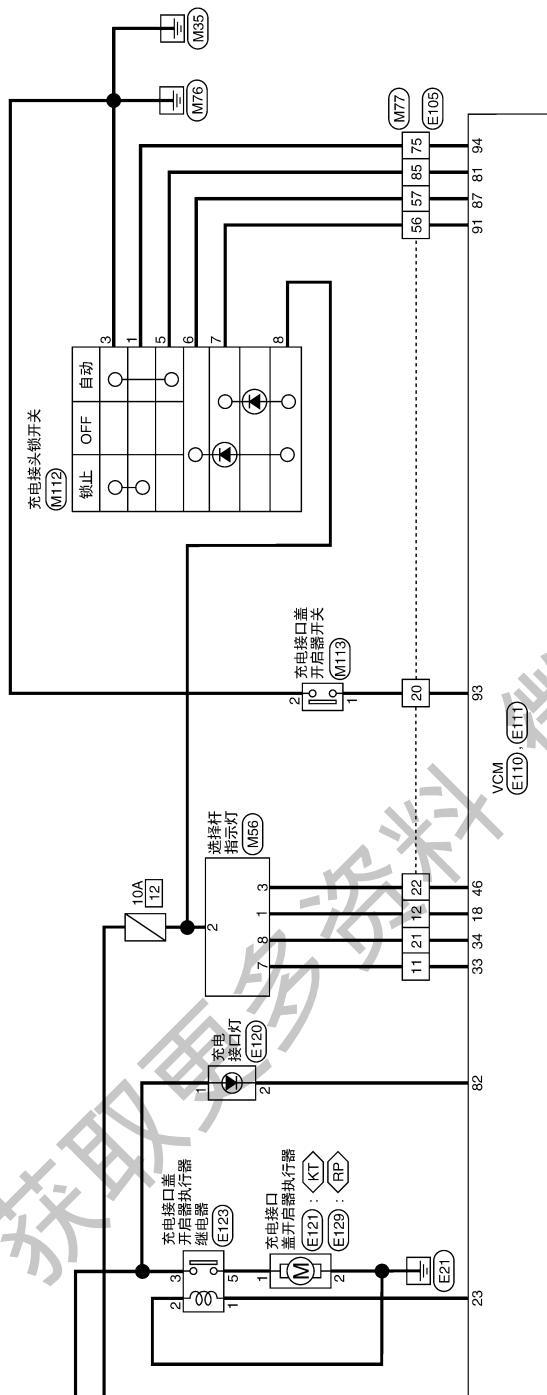 M35
M76
M77
E105
75
85
57
56
94
81
87
91
3
1
5
6
7
8
自动
OFF
锁止
充电接头锁开关
M112
充电接口盖
开启器开关
M113
2
1
20
93
VCM
E110 , E111
选择杆
指示灯
M56
10A
12
2
3
1
8
7
22
12
21
11
46
18
34
33
充电
接口灯
E120
1
2
82
充电接口盖
开启器执行器
继电器
E123
3
5
2
1
充电接口
盖开启器执行器
E121 : KT
E129 : RP
1
M
2
E21
23
获取更多资料